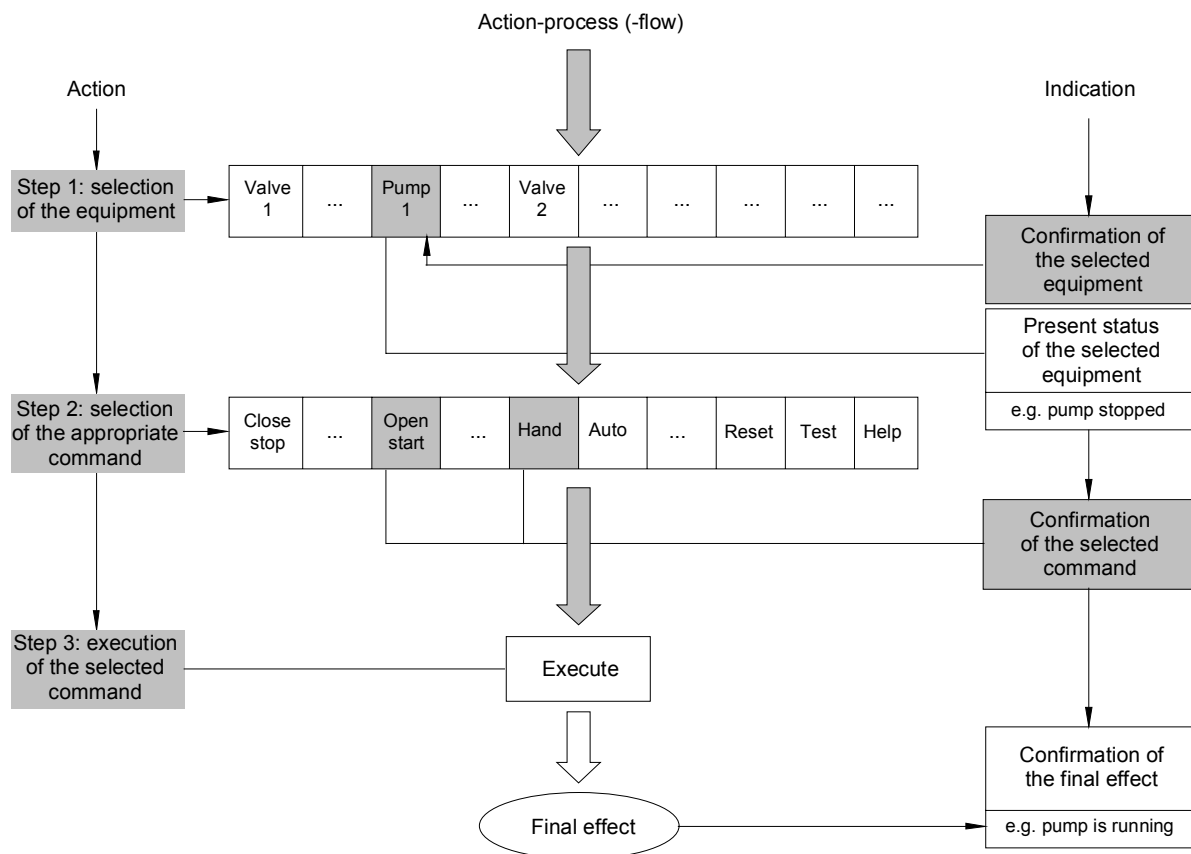 Action-process (-flow)
Action
Indication
Step 1: selection
of the equipment
Valve
1
...
Pump
1
...
Valve
2
...
...
...
...
...
Confirmation of
the selected
equipment
Present status
of the selected
equipment
e.g. pump stopped
Step 2: selection
of the appropriate
command
Close
stop
...
Open
start
...
Hand
Auto
...
Reset
Test
Help
Confirmation
of the selected
command
Step 3: execution
of the selected
command
Execute
Confirmation of
the final effect
Final effect
e.g. pump is running